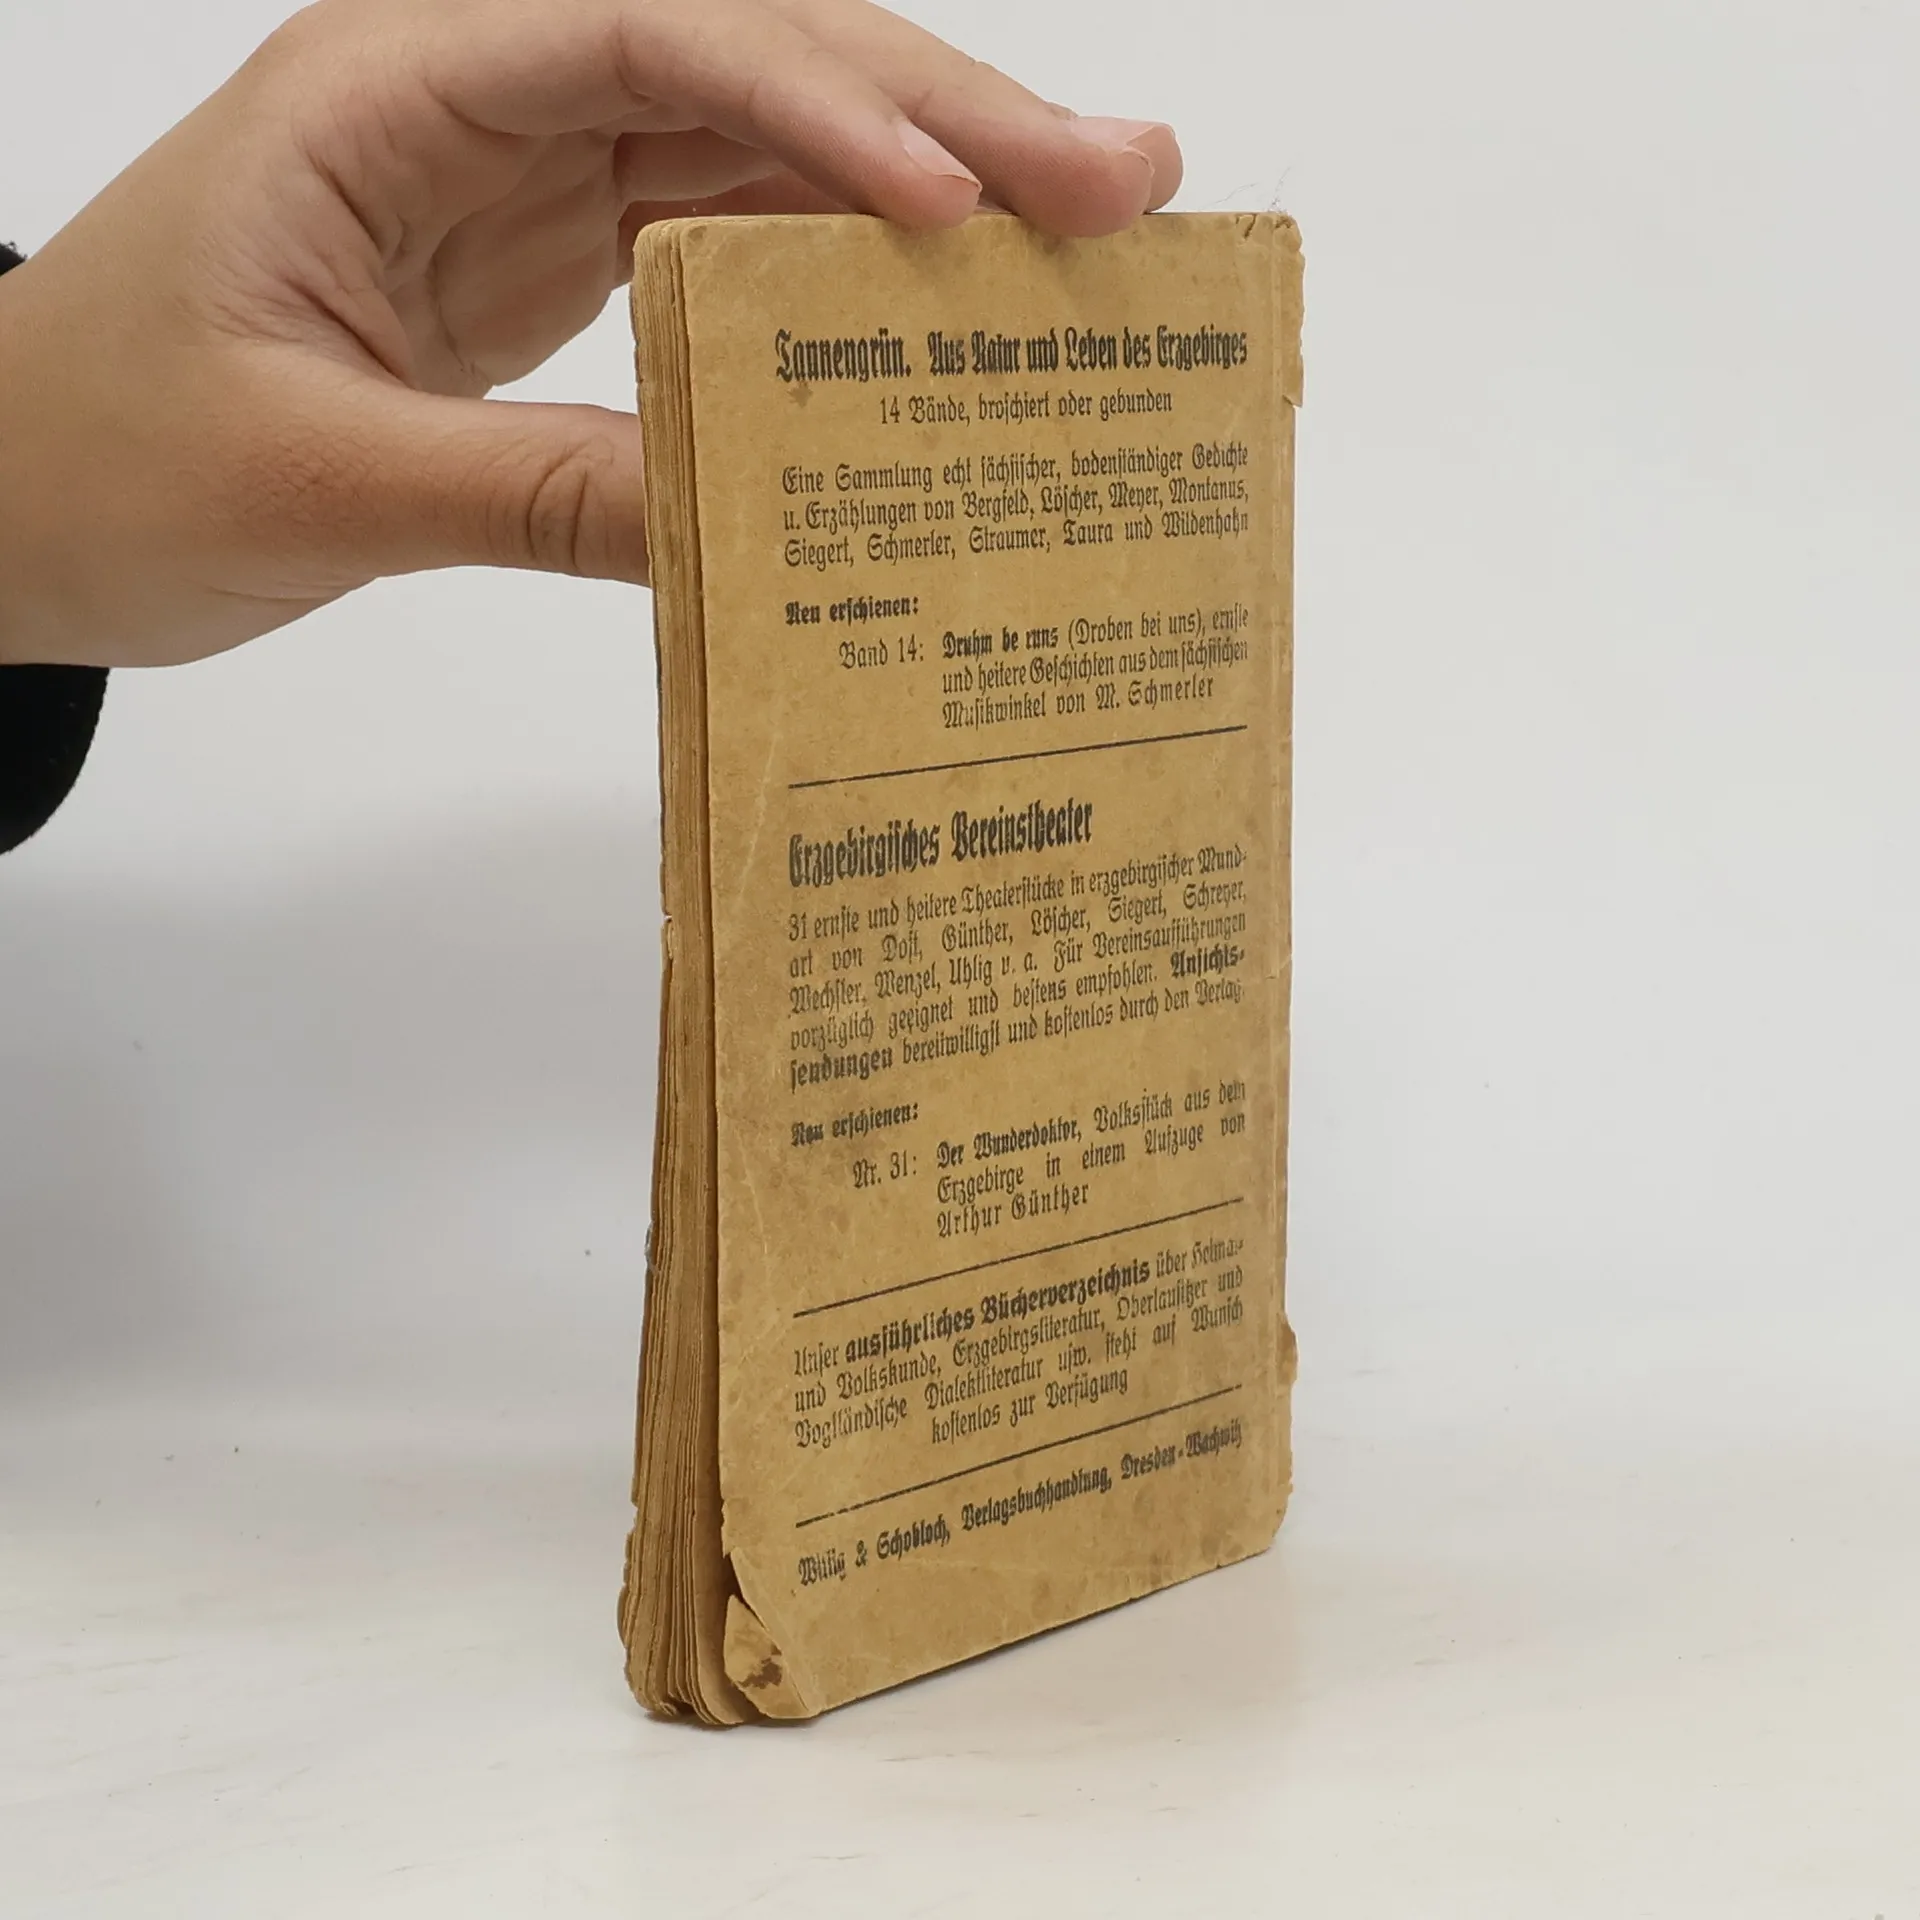 Tannengrün. Aus Natur und Leben des Erzgebirges
14 Bände, broschiert oder gebunden
Eine Sammlung echt sächsischer, bodenständiger Gedichte
u. Erzählungen von Bergfeld, Löscher, Meyer, Montanus,
Siegert, Schmerler, Straumer, Taura und Wildenhahn
Neu erschienen:
Band 14: Druhm be runs (Droben bei uns), ernste
und heitere Geschichten aus dem sächsischen
Musikwinkel von M. Schmerler
Erzgebirgisches Vereinstheater
31 ernste und heitere Theaterstücke in erzgebirgischer Mund-
art von Dost, Günther, Löscher, Siegert, Schreyer,
Wechsler, Wenzel, Uhlig u. a. Für Vereinsaufführungen
vorzüglich geeignet und bestens empfohlen. Ansichts-
sendungen bereitwilligst und kostenlos durch den Verlag.
Neu erschienen:
Nr. 31: Der Wunderdoktor, Volksstück aus dem
Erzgebirge in einem Aufzuge von
Arthur Günther
Unser ausführliches Bücherverzeichnis über Heimat-
und Volkskunde, Erzgebirgsliteratur, Oberlausitzer und
Vogtländische Dialektliteratur usw. steht auf Wunsch
kostenlos zur Verfügung
Wittig & Schobloch, Verlagsbuchhandlung, Dresden-Wachwitz